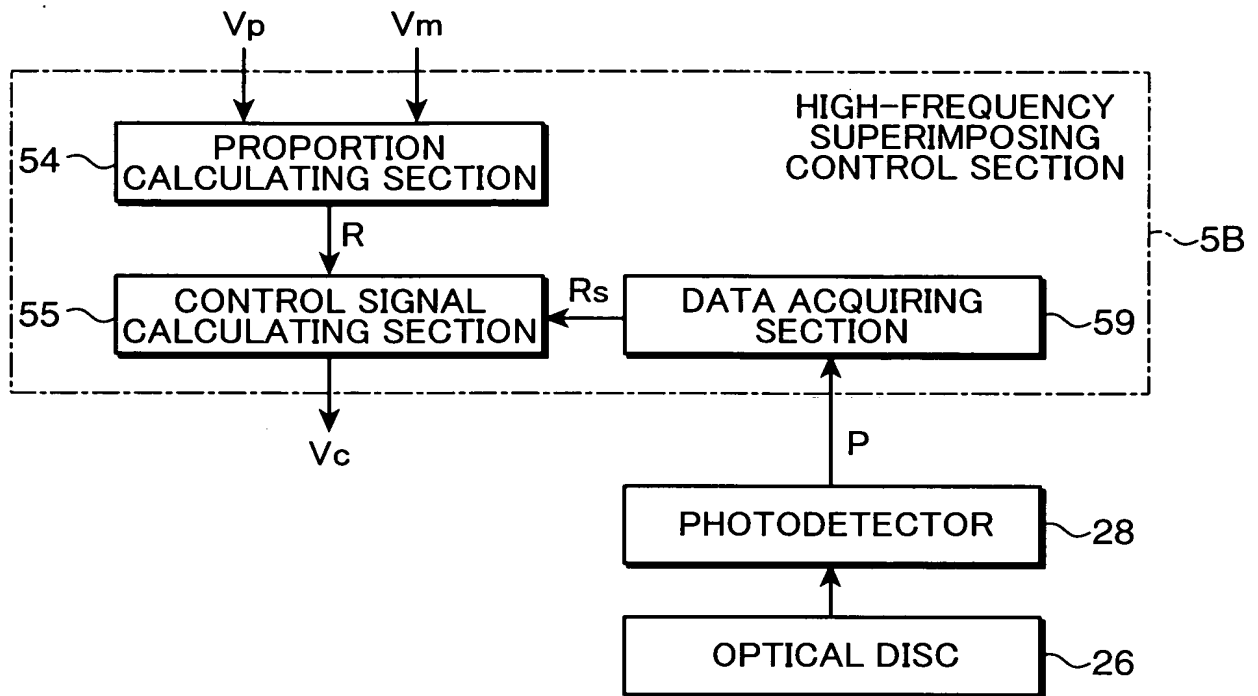 Vp
Vm
HIGH-FREQUENCY
SUPERIMPOSING
CONTROL SECTION
54
PROPORTION
CALCULATING SECTION
R
5B
55
CONTROL SIGNAL
CALCULATING SECTION
Rs
DATA ACQUIRING
SECTION
59
Vc
P
PHOTODETECTOR
28
OPTICAL DISC
26